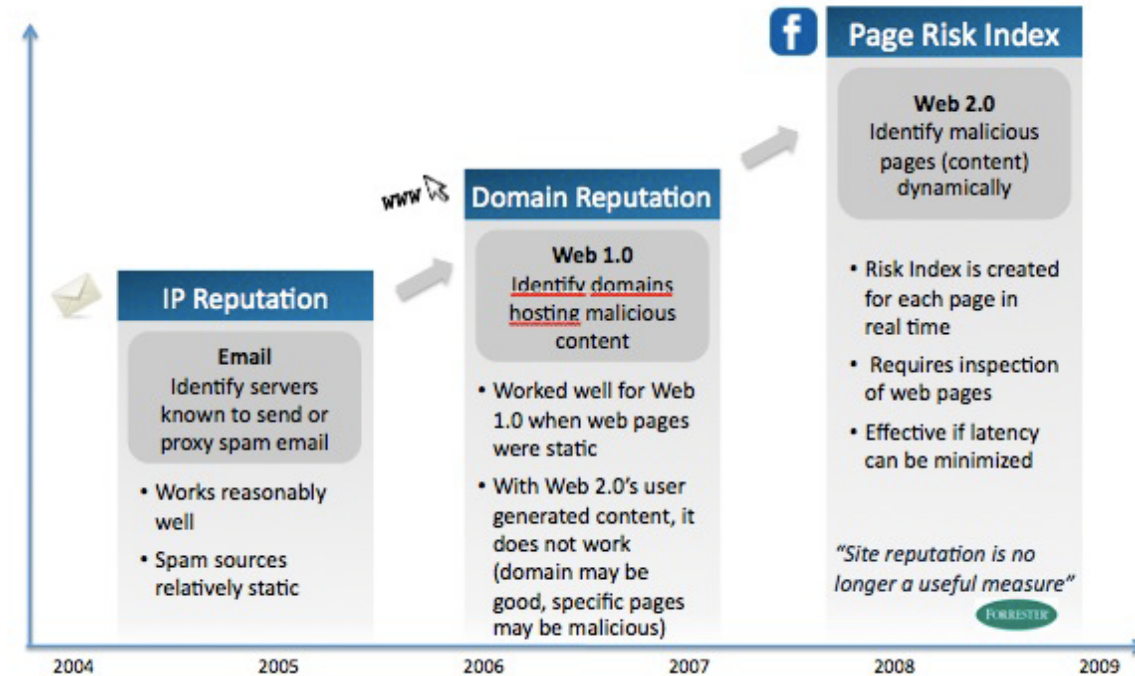 IP Reputation
Email
Identify servers
known to send or
proxy spam email
• Works reasonably
well
• Spam sources
relatively static
www
Domain Reputation
Web 1.0
Identify domains
hosting malicious
content
• Worked well for Web
1.0 when web pages
were static
• With Web 2.0’s user
generated content, it
does not work
(domain may be
good, specific pages
may be malicious)
f
Page Risk Index
Web 2.0
Identify malicious
pages (content)
dynamically
• Risk Index is created
for each page in
real time
• Requires inspection
of web pages
• Effective if latency
can be minimized
“Site reputation is no
longer a useful measure”
FORRESTER
2004 2005 2006 2007 2008 2009